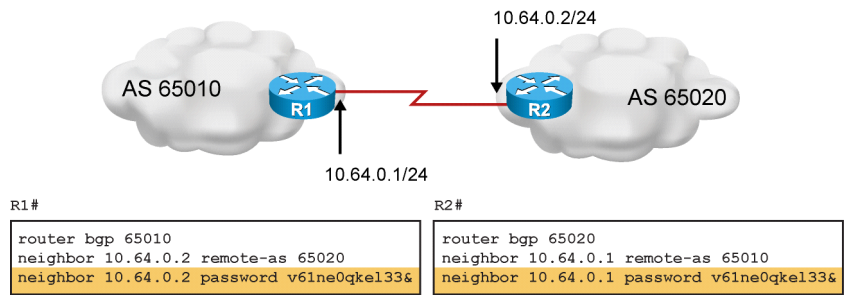 10.64.0.2/24
AS 65010
R1
R2
AS 65020
10.64.0.1/24
R1#
router bgp 65010
neighbor 10.64.0.2 remote-as 65020
neighbor 10.64.0.2 password v61ne0qkel33&
R2#
router bgp 65020
neighbor 10.64.0.1 remote-as 65010
neighbor 10.64.0.1 password v61ne0qkel33&